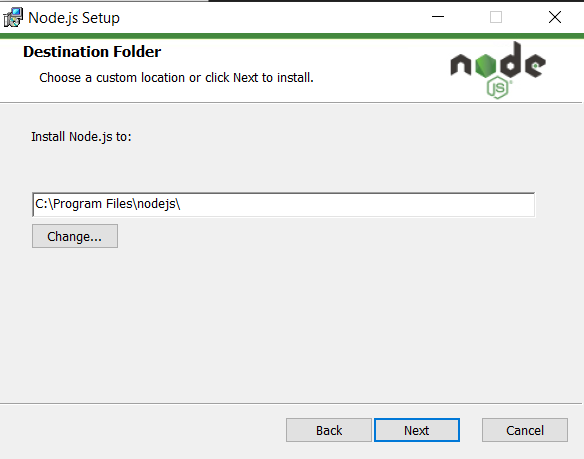 Node.js Setup
Destination Folder
Choose a custom location or click Next to install.
node
JS
Install Node.js to:
C:\Program Files\nodejs\
Change...
Back
Next
Cancel